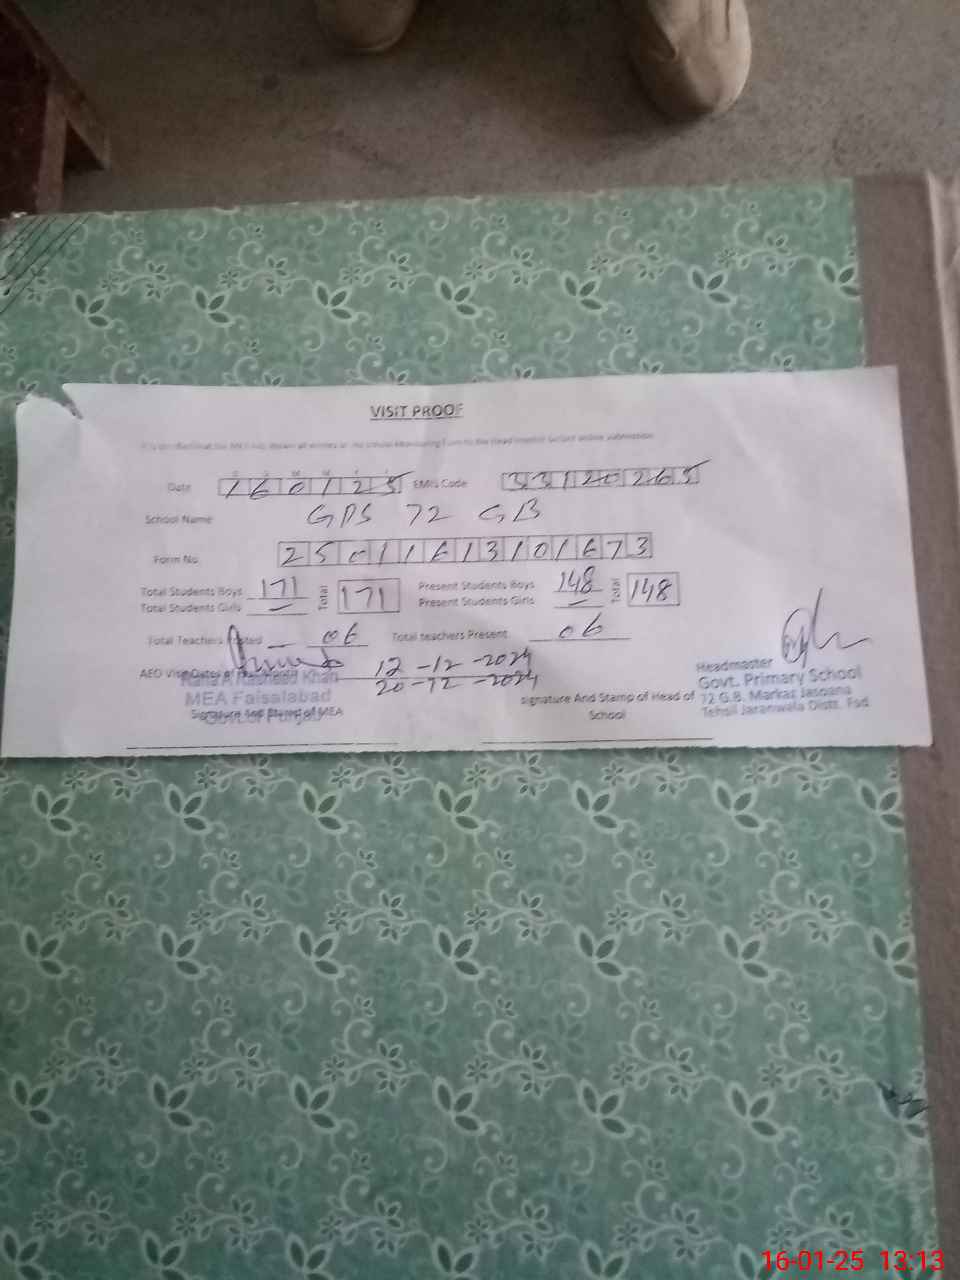 VISIT PROOF
Date 160125 EMIS Code 33120265
School Name GPS 72 GB
Form No 25011613101673
Total Students Boys 171 Total 171 Present Students Boys 148 Total 148
Total Students Girls — Present Students Girls —
Total Teachers Posted — 06 Total teachers Present 06
AEO Visit Dates of 12-12-2024
20-12-2024
Khan
MEA Faisalabad
Signature And Stamp of MEA
signature And Stamp of Head of
School
Headmaster
Govt. Primary School
72 G.B. Markaz Jasoana
Tehsil Jaranwala Distt. Fsd
16-01-25 13:13